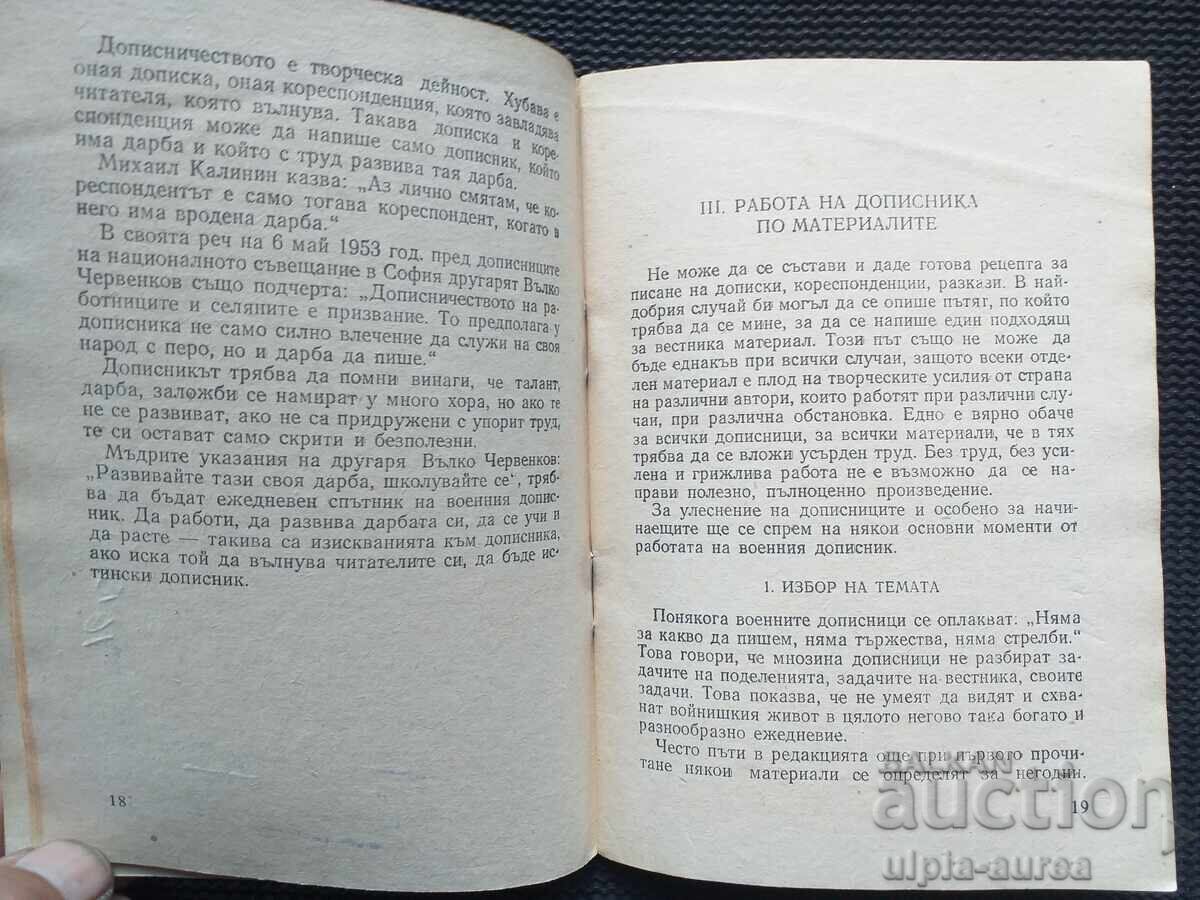 Дописничеството е творческа дейност. Хубава е
оная дописка, оная кореспонденция, която завладява
читателя, която вълнува. Такава дописка и коре-
спонденция може да напише само дописник, който
има дарба и който с труд развива тая дарба.
Михаил Калинин казва: „Аз лично смятам, че ко-
респондентът е само тогава кореспондент, когато в
него има вродена дарба.“
В своята реч на 6 май 1953 год. пред дописниците
на националното съвещание в София другарят Вълко
Червенков също подчерта: „Дописничеството на ра-
ботниците и селяните е призвание. То предполага у
дописника не само силно влечение да служи на своя
народ с перо, но и дарба да пише.“
Дописникът трябва да помни винаги, че талант,
дарба, заложби се намират у много хора, но ако те
не се развиват, ако не са придружени с упорит труд,
те си остават само скрити и безполезни.
Мъдрите указания на другаря Вълко Червенков:
„Развивайте тази своя дарба, школувайте се‘, тряб-
ва да бъдат ежедневен спътник на военния допис-
ник. Да работи, да развива дарбата си, да се учи и
да расте — такива са изискванията към дописника,
ако иска той да вълнува читателите си, да бъде ис-
тински дописник.
18
III. РАБОТА НА ДОПИСНИКА
ПО МАТЕРИАЛИТЕ
Не може да се състави и даде готова рецепта за
писане на дописки, кореспонденции, разкази. В най-
добрия случай би могъл да се опише пътят, по който
трябва да се мине, за да се напише един подходящ
за вестника материал. Този път също не може да
бъде еднакъв при всички случаи, защото всеки отде-
лен материал е плод на творческите усилия от страна
на различни автори, които работят при различни слу-
чаи, при различна обстановка. Едно е вярно обаче
за всички дописници, за всички материали, че в тях
трябва да се вложи усърден труд. Без труд, без уси-
лена и грижлива работа не е възможно да се на-
прави полезно, пълноценно произведение.
За улеснение на дописниците и особено за начи-
наещите ще се спрем на някои основни моменти от
работата на военния дописник.
1. ИЗБОР НА ТЕМАТА
Понякога военните дописници се оплакват: „Няма
за какво да пишем, няма тържества, няма стрелби.“
Това говори, че мнозина дописници не разбират за-
дачите на поделенията, задачите на вестника, своите
задачи. Това показва, че не умеят да видят и схва-
нат войнишкия живот в цялото негово така богато и
разнообразно ежедневие.
Често пъти в редакцията още при първото прочи-
тане някои материали се определят за негодни.
19
BALKAN
auction
ulpia-aurea